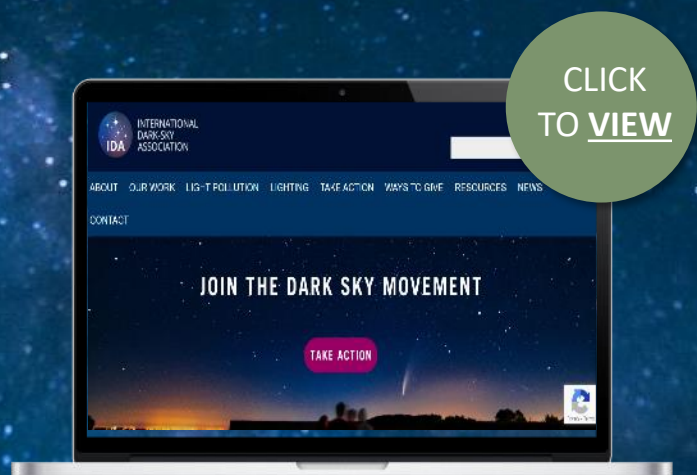 CLICK
TO VIEW
INTERNATIONAL
DARK-SKY
ASSOCIATION
IDA
ABOUT OUR WORK LIGHT POLLUTION LIGHTING TAKE ACTION WAYS TO GIVE RESOURCES NEWS
CONTACT
JOIN THE DARK SKY MOVEMENT
TAKE ACTION